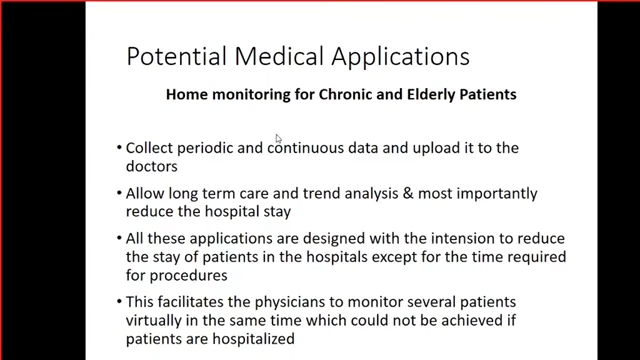 Potential Medical Applications
Home monitoring for Chronic and Elderly Patients
• Collect periodic and continuous data and upload it to the
doctors
• Allow long term care and trend analysis & most importantly
reduce the hospital stay
• All these applications are designed with the intension to reduce
the stay of patients in the hospitals except for the time required
for procedures
• This facilitates the physicians to monitor several patients
virtually in the same time which could not be achieved if
patients are hospitalized